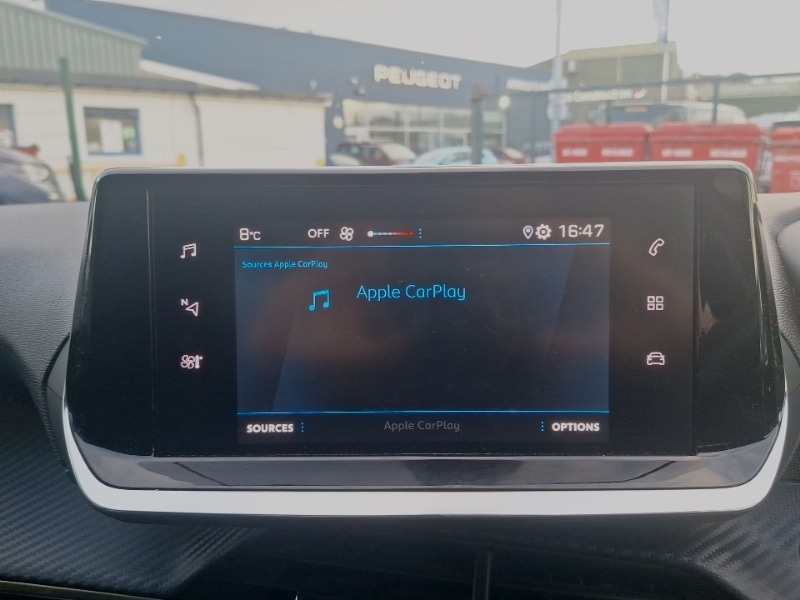 PEUGEOT
8°C OFF 16:47
Sources Apple CarPlay
Apple CarPlay
N
SOURCES Apple CarPlay OPTIONS